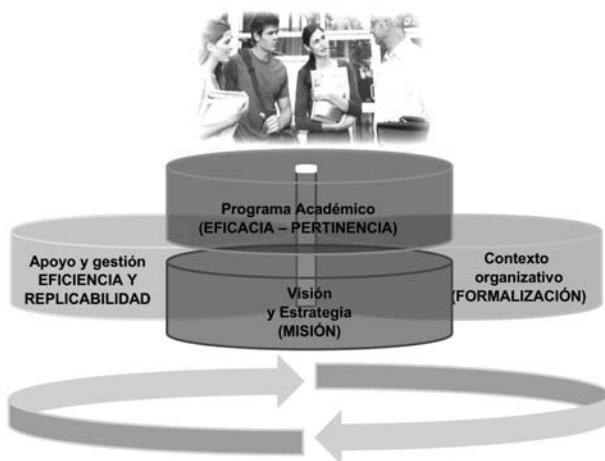 Programa Académico
(EFICACIA – PERTINENCIA)
Apoyo y gestión
EFICIENCIA Y
REPLICABILIDAD
Contexto
organizativo
(FORMALIZACIÓN)
Visión
y Estrategia
(MISIÓN)